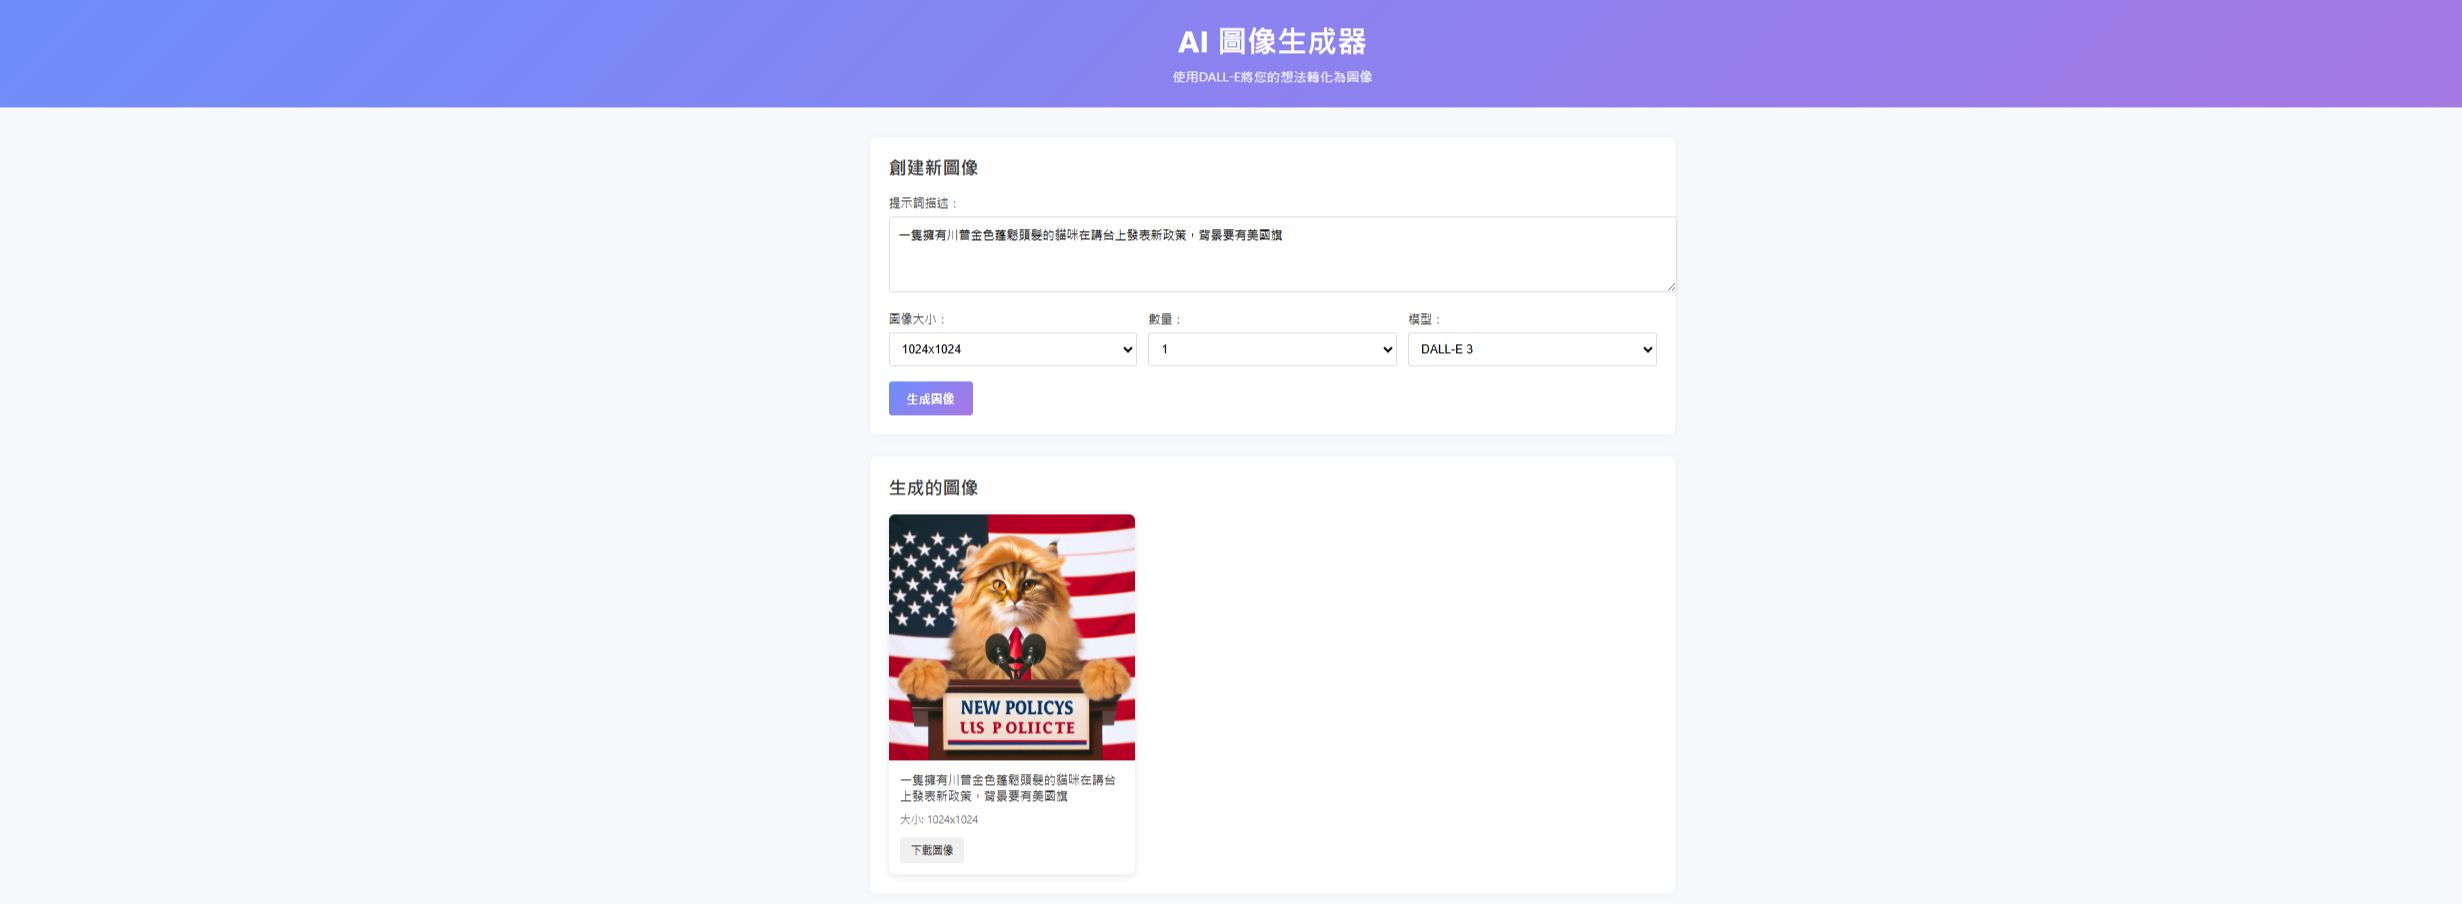 AI 圖像生成器
使用DALL-E將您的想法轉化為圖像
創建新圖像
提示詞描述：
一隻擁有川普金色蓬鬆頭髮的貓咪在講台上發表新政策，背景要有美國旗
圖像大小：
數量：
模型：
1024x1024
1
DALL-E 3
生成圖像
生成的圖像
NEW POLICYS
US POLIICTE
一隻擁有川普金色蓬鬆頭髮的貓咪在講台
上發表新政策，背景要有美國旗
大小: 1024x1024
下載圖像